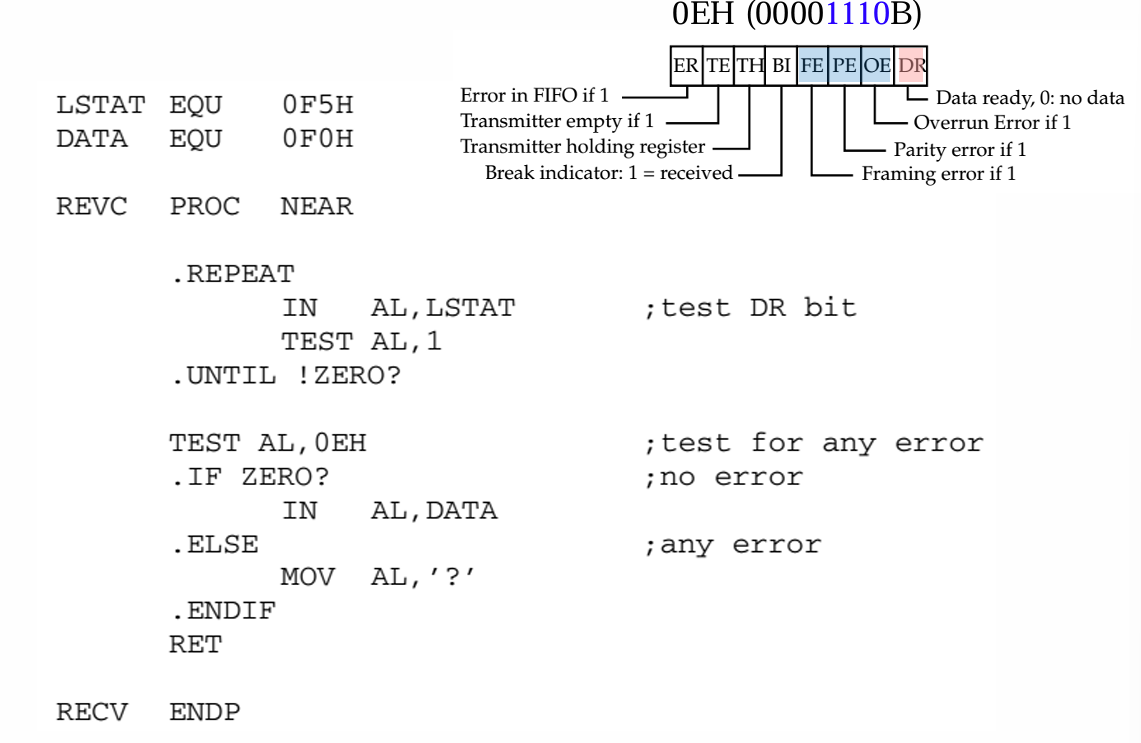 0EH (00001110B)
ER TE TH BI FE PE OE DR
Error in FIFO if 1
Data ready, 0: no data
Transmitter empty if 1
Overrun Error if 1
Transmitter holding register
Parity error if 1
Break indicator: 1 = received
Framing error if 1
LSTAT EQU 0F5H
DATA EQU 0F0H
REVC PROC NEAR
.REPEAT
IN AL,LSTAT ;test DR bit
TEST AL,1
.UNTIL !ZERO?
TEST AL,0EH ;test for any error
.IF ZERO? ;no error
IN AL,DATA
.ELSE ;any error
MOV AL,’?’
.ENDIF
RET
RECV ENDP